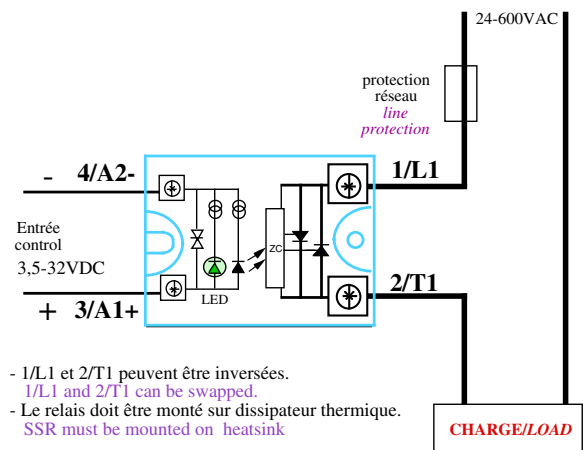 24-600VAC
protection
réseau
line
protection
- 4/A2-
1/L1
Entrée
control
3,5-32VDC
ZC
LED
+ 3/A1+
2/T1
- 1/L1 et 2/T1 peuvent être inversées.
1/L1 and 2/T1 can be swapped.
- Le relais doit être monté sur dissipateur thermique.
SSR must be mounted on heatsink
CHARGE/LOAD